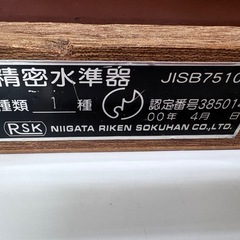 精密水準器 JISB7510
種類 1 種 認定番号38501-
00年 4月 日
RSK NIIGATA RIKEN SOKUHAN CO.,LTD.